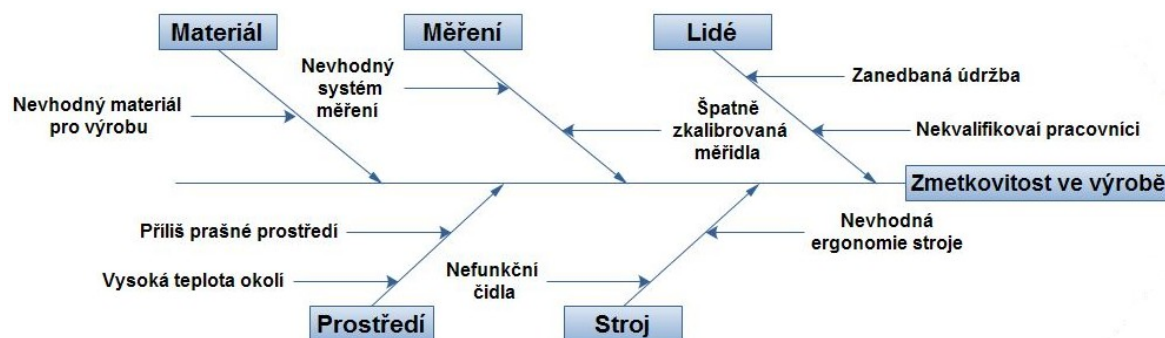 Materiál
Měření
Lidé
Nevhodný
systém
měření
Zanedbaná údržba
Nevhodný materiál
pro výrobu
Špatně
zkalibrovaná
měřidla
Nekvalifikovaí pracovníci
Zmetkovitost ve výrobě
Příliš prašné prostředí
Nevhodná
ergonomie stroje
Vysoká teplota okolí
Nefunkční
čidla
Prostředí
Stroj